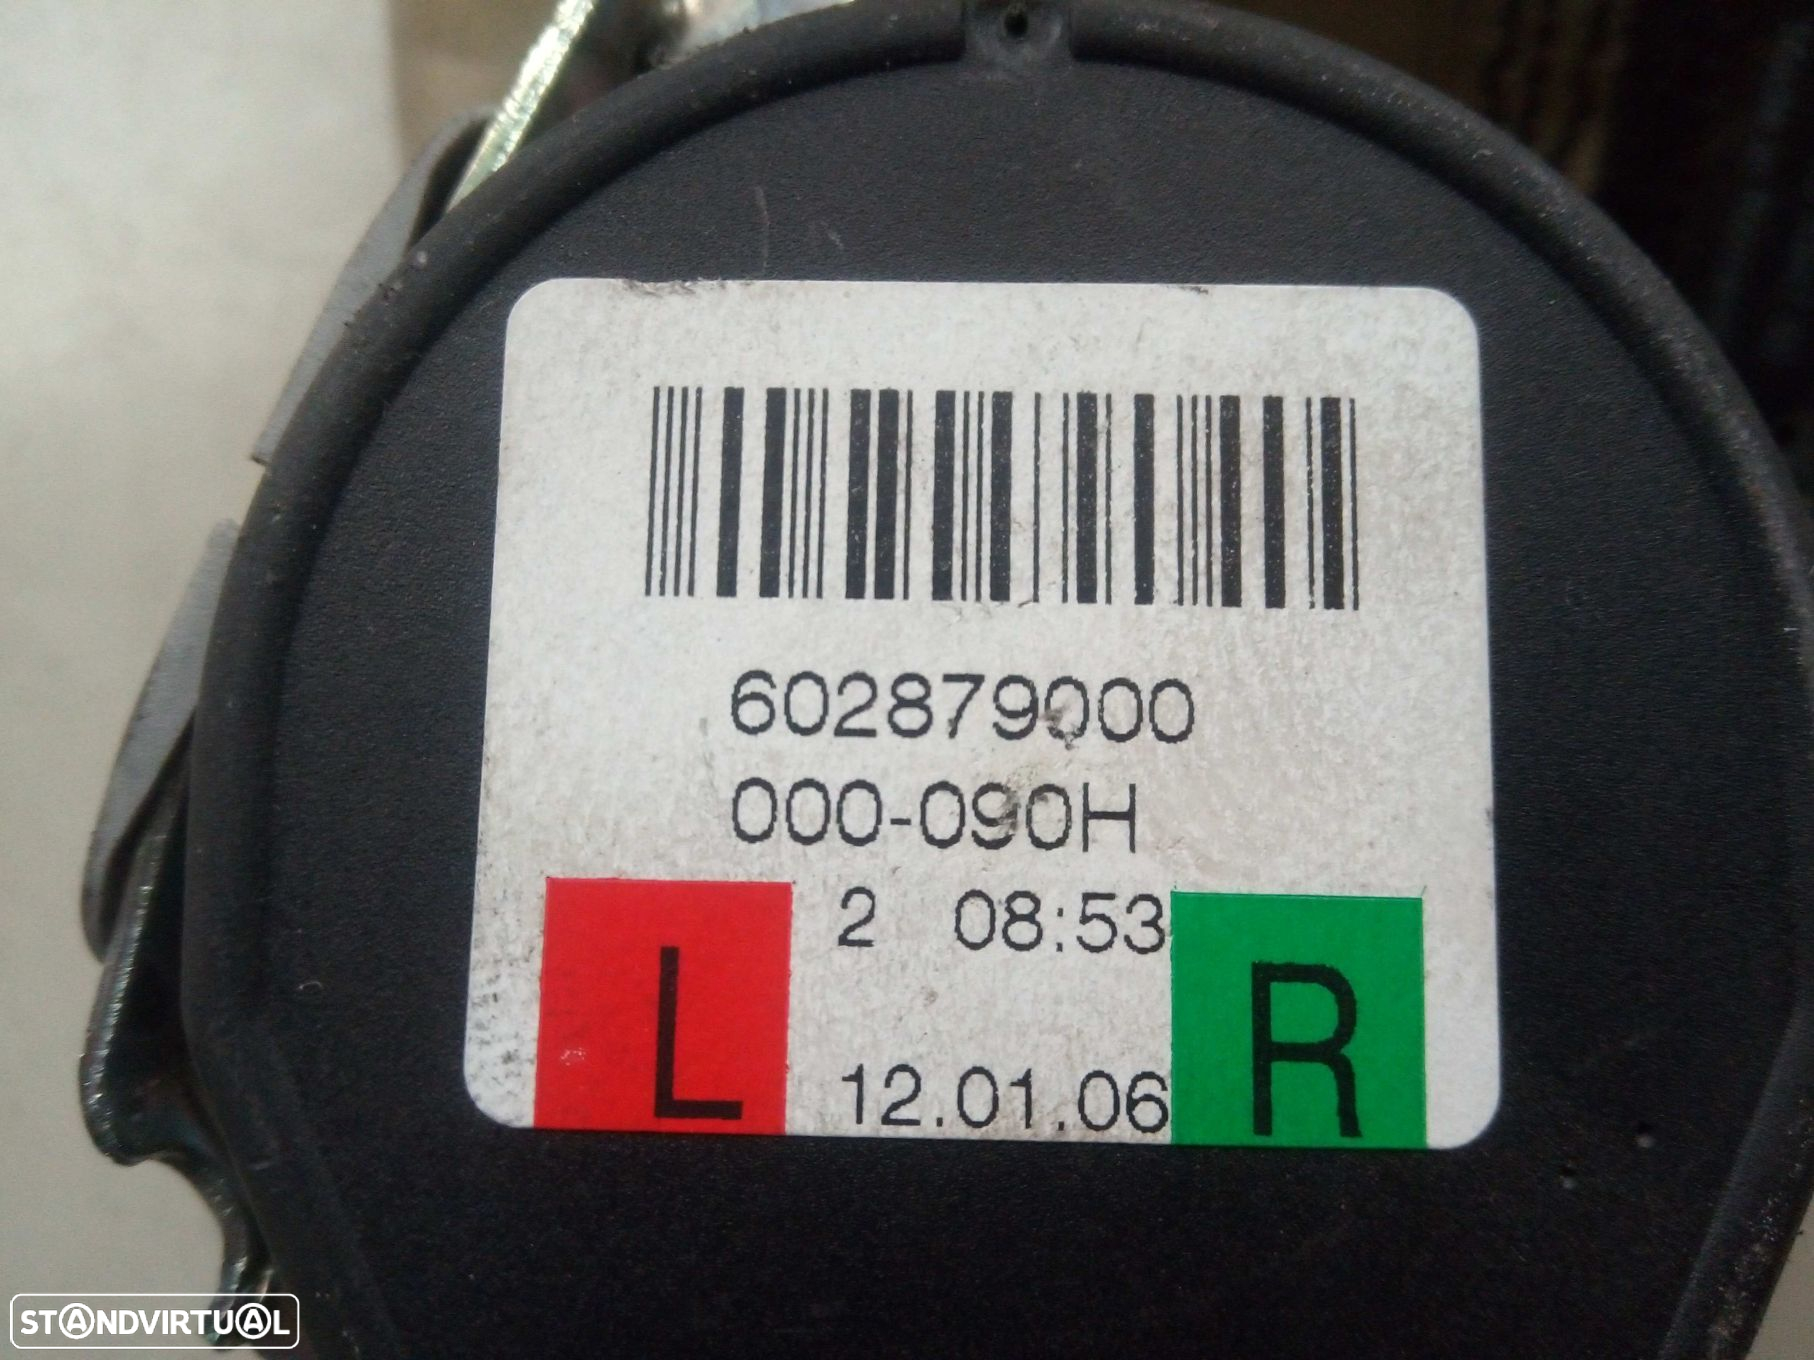 602879000
000-090H
2 08:53
L
R
12.01.06
STANDVIRTUAL